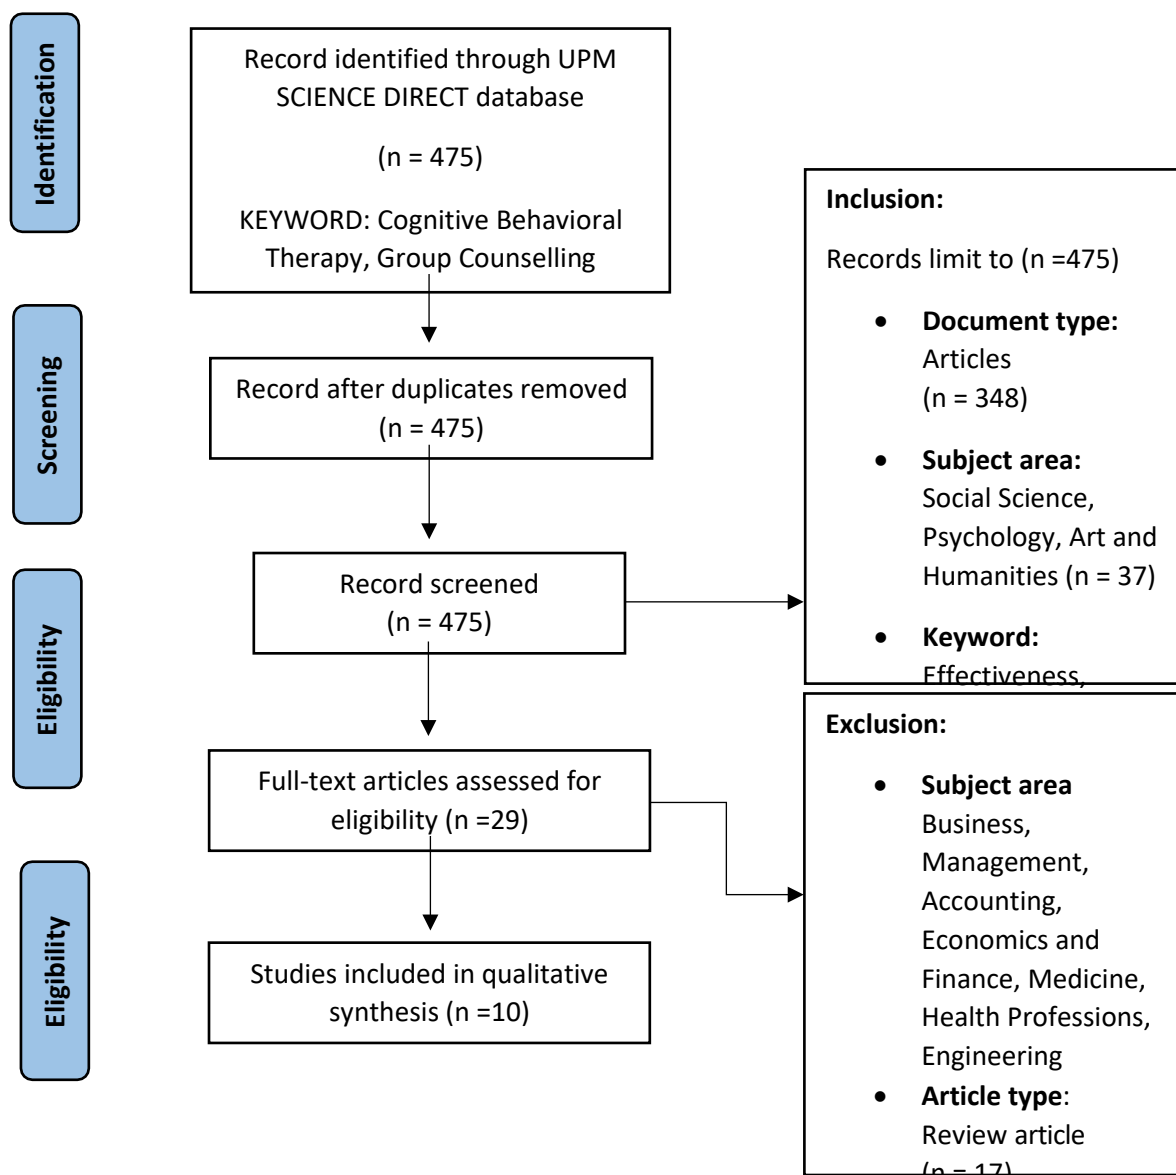 Identification
Record identified through UPM
SCIENCE DIRECT database
(n = 475)
KEYWORD: Cognitive Behavioral
Therapy, Group Counselling
Screening
Record after duplicates removed
(n = 475)
Eligibility
Record screened
(n = 475)
Full-text articles assessed for
eligibility (n =29)
Eligibility
Studies included in qualitative
synthesis (n =10)
Inclusion:
Records limit to (n =475)
• Document type:
Articles
(n = 348)
• Subject area:
Social Science,
Psychology, Art and
Humanities (n = 37)
• Keyword:
Effectiveness,
Exclusion:
• Subject area
Business,
Management,
Accounting,
Economics and
Finance, Medicine,
Health Professions,
Engineering
• Article type:
Review article
(n = 17)